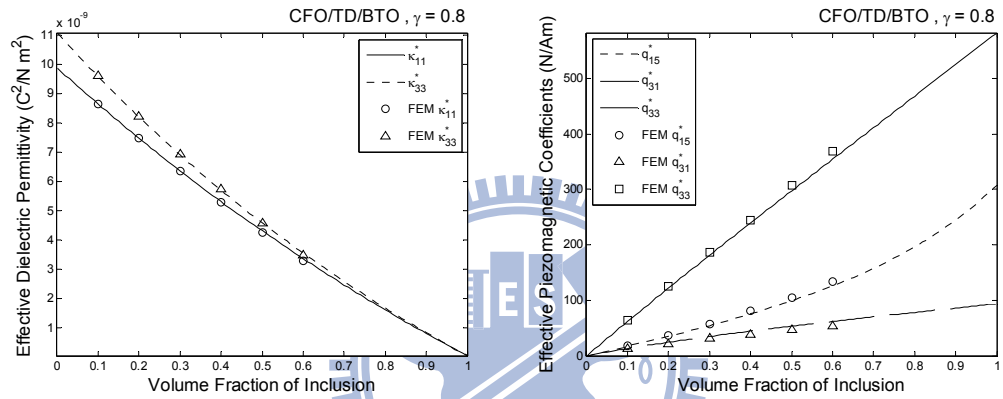 CFO/TD/BTO , γ = 0.8
x 10⁻⁹
Effective Dielectric Permittivity (C²/N m²)
11
10
9
8
7
6
5
4
3
2
1
κ*₁₁
κ*₃₃
FEM κ*₁₁
FEM κ*₃₃
0 0.1 0.2 0.3 0.4 0.5 0.6 0.7 0.8 0.9 1
Volume Fraction of Inclusion
CFO/TD/BTO , γ = 0.8
Effective Piezomagnetic Coefficients (N/Am)
500
400
300
200
100
0
q*₁₅
q*₃₁
q*₃₃
FEM q*₁₅
FEM q*₃₁
FEM q*₃₃
0 0.1 0.2 0.3 0.4 0.5 0.6 0.7 0.8 0.9 1
Volume Fraction of Inclusion
ES